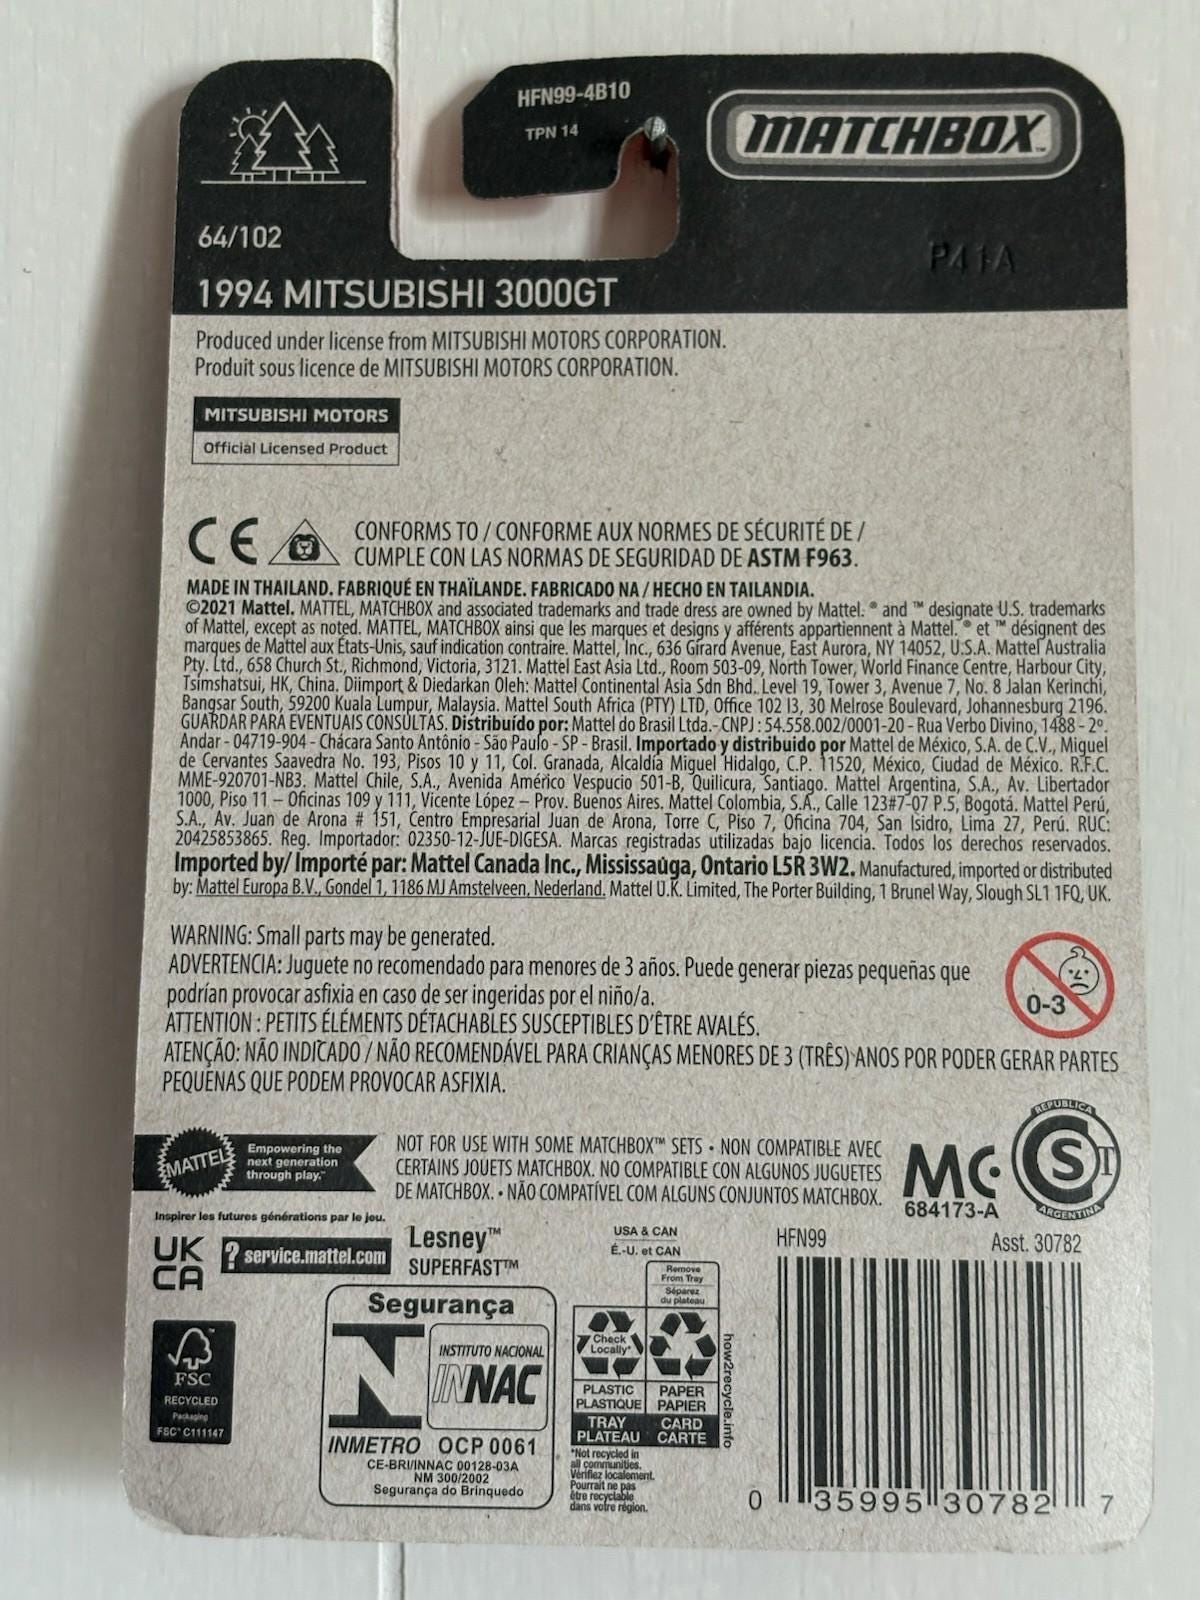 HFN99-4B10
TPN 14
MATCHBOX™
64/102
P41A
1994 MITSUBISHI 3000GT
Produced under license from MITSUBISHI MOTORS CORPORATION.
Produit sous licence de MITSUBISHI MOTORS CORPORATION.
MITSUBISHI MOTORS
Official Licensed Product
CE
CONFORMS TO / CONFORME AUX NORMES DE SÉCURITÉ DE /
CUMPLE CON LAS NORMAS DE SEGURIDAD DE ASTM F963.
MADE IN THAILAND. FABRIQUÉ EN THAÏLANDE. FABRICADO NA / HECHO EN TAILANDIA.
©2021 Mattel. MATTEL, MATCHBOX and associated trademarks and trade dress are owned by Mattel. ® and ™ designate U.S. trademarks
of Mattel, except as noted. MATTEL, MATCHBOX ainsi que les marques et designs y afférents appartiennent à Mattel. ® et ™ désignent des
marques de Mattel aux États-Unis, sauf indication contraire. Mattel, Inc., 636 Girard Avenue, East Aurora, NY 14052, U.S.A. Mattel Australia
Pty. Ltd., 658 Church St., Richmond, Victoria, 3121. Mattel East Asia Ltd., Room 503-09, North Tower, World Finance Centre, Harbour City,
Tsimshatsui, HK, China. Diimport & Diedarkan Oleh: Mattel Continental Asia Sdn Bhd. Level 19, Tower 3, Avenue 7, No. 8 Jalan Kerinchi,
Bangsar South, 59200 Kuala Lumpur, Malaysia. Mattel South Africa (PTY) LTD, Office 102 I3, 30 Melrose Boulevard, Johannesburg 2196.
GUARDAR PARA EVENTUAIS CONSULTAS. Distribuído por: Mattel do Brasil Ltda.- CNPJ : 54.558.002/0001-20 - Rua Verbo Divino, 1488 - 2º.
Andar - 04719-904 - Chácara Santo Antônio - São Paulo - SP - Brasil. Importado y distribuido por Mattel de México, S.A. de C.V., Miguel
de Cervantes Saavedra No. 193, Pisos 10 y 11, Col. Granada, Alcaldía Miguel Hidalgo, C.P. 11520, México, Ciudad de México. R.F.C.
MME-920701-NB3. Mattel Chile, S.A., Avenida Américo Vespucio 501-B, Quilicura, Santiago. Mattel Argentina, S.A., Av. Libertador
1000, Piso 11 – Oficinas 109 y 111, Vicente López – Prov. Buenos Aires. Mattel Colombia, S.A., Calle 123#7-07 P.5, Bogotá. Mattel Perú,
S.A., Av. Juan de Arona # 151, Centro Empresarial Juan de Arona, Torre C, Piso 7, Oficina 704, San Isidro, Lima 27, Perú. RUC:
20425853865. Reg. Importador: 02350-12-JUE-DIGESA. Marcas registradas utilizadas bajo licencia. Todos los derechos reservados.
Imported by/ Importé par: Mattel Canada Inc., Mississauga, Ontario L5R 3W2. Manufactured, imported or distributed
by: Mattel Europa B.V., Gondel 1, 1186 MJ Amstelveen, Nederland. Mattel U.K. Limited, The Porter Building, 1 Brunel Way, Slough SL1 1FQ, UK.
WARNING: Small parts may be generated.
ADVERTENCIA: Juguete no recomendado para menores de 3 años. Puede generar piezas pequeñas que
podrían provocar asfixia en caso de ser ingeridas por el niño/a.
ATTENTION : PETITS ÉLÉMENTS DÉTACHABLES SUSCEPTIBLES D'ÊTRE AVALÉS.
ATENÇÃO: NÃO INDICADO / NÃO RECOMENDÁVEL PARA CRIANÇAS MENORES DE 3 (TRÊS) ANOS POR PODER GERAR PARTES
PEQUENAS QUE PODEM PROVOCAR ASFIXIA.
0-3
MATTEL
Empowering the
next generation
through play.™
Inspirer les futures générations par le jeu.
NOT FOR USE WITH SOME MATCHBOX™ SETS • NON COMPATIBLE AVEC
CERTAINS JOUETS MATCHBOX. NO COMPATIBLE CON ALGUNOS JUGUETES
DE MATCHBOX. • NÃO COMPATÍVEL COM ALGUNS CONJUNTOS MATCHBOX.
MC
684173-A
REPUBLICA
S T
ARGENTINA
UK
CA
? service.mattel.com
Lesney™
SUPERFAST™
USA & CAN
É.-U. et CAN
HFN99
Asst. 30782
FSC
RECYCLED
Packaging
FSC® C111147
Segurança
INSTITUTO NACIONAL
INNAC
INMETRO OCP 0061
CE-BRI/INNAC 00128-03A
NM 300/2002
Segurança do Brinquedo
Remove
From Tray
Séparez
du plateau
Check
Locally*
PLASTIC
PLASTIQUE
PAPER
PAPIER
TRAY
PLATEAU
CARD
CARTE
how2recycle.info
*Not recycled in
all communities.
Vérifiez localement.
Pourrait ne pas
être recyclable
dans votre région.
0 35995 30782 7